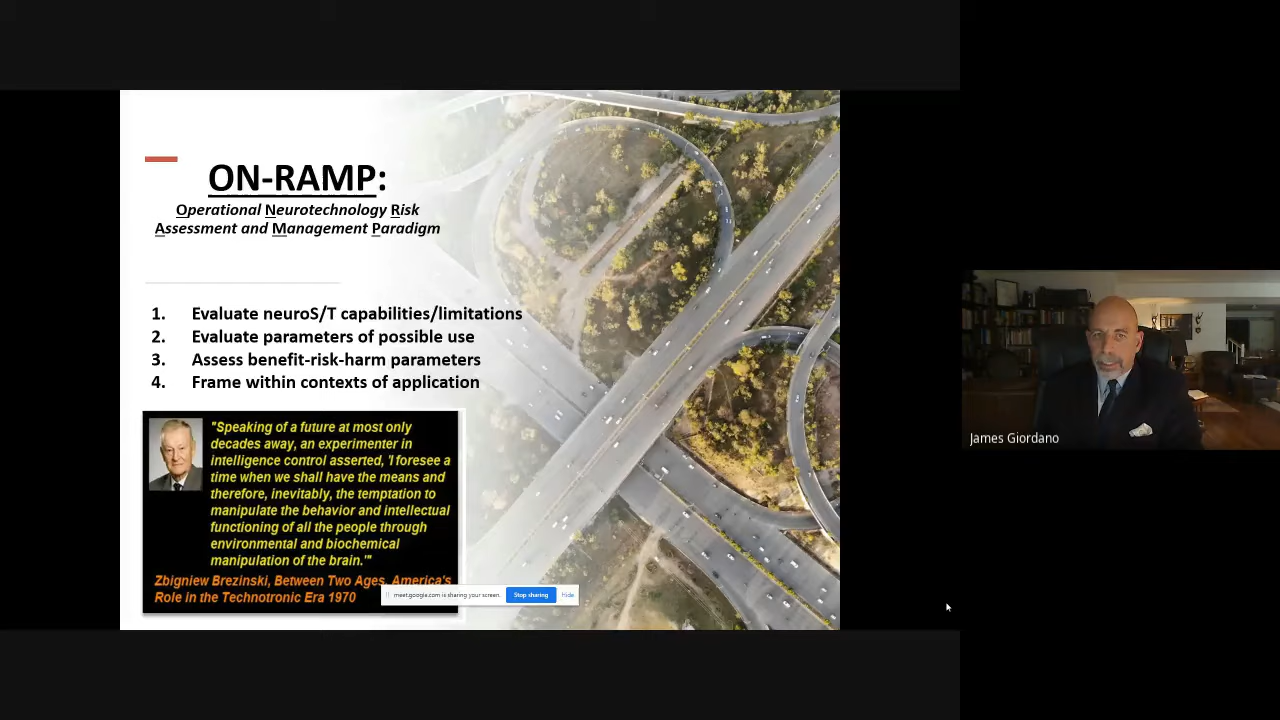 ON-RAMP:
Operational Neurotechnology Risk
Assessment and Management Paradigm
1. Evaluate neuroS/T capabilities/limitations
2. Evaluate parameters of possible use
3. Assess benefit-risk-harm parameters
4. Frame within contexts of application
"Speaking of a future at most only
decades away, an experimenter in
intelligence control asserted, 'I foresee a
time when we shall have the means and
therefore, inevitably, the temptation to
manipulate the behavior and intellectual
functioning of all the people through
environmental and biochemical
manipulation of the brain.'"
Zbigniew Brezinski, Between Two Ages, America's
Role in the Technotronic Era 1970
meet.google.com is sharing your screen.
Stop sharing
Hide
James Giordano